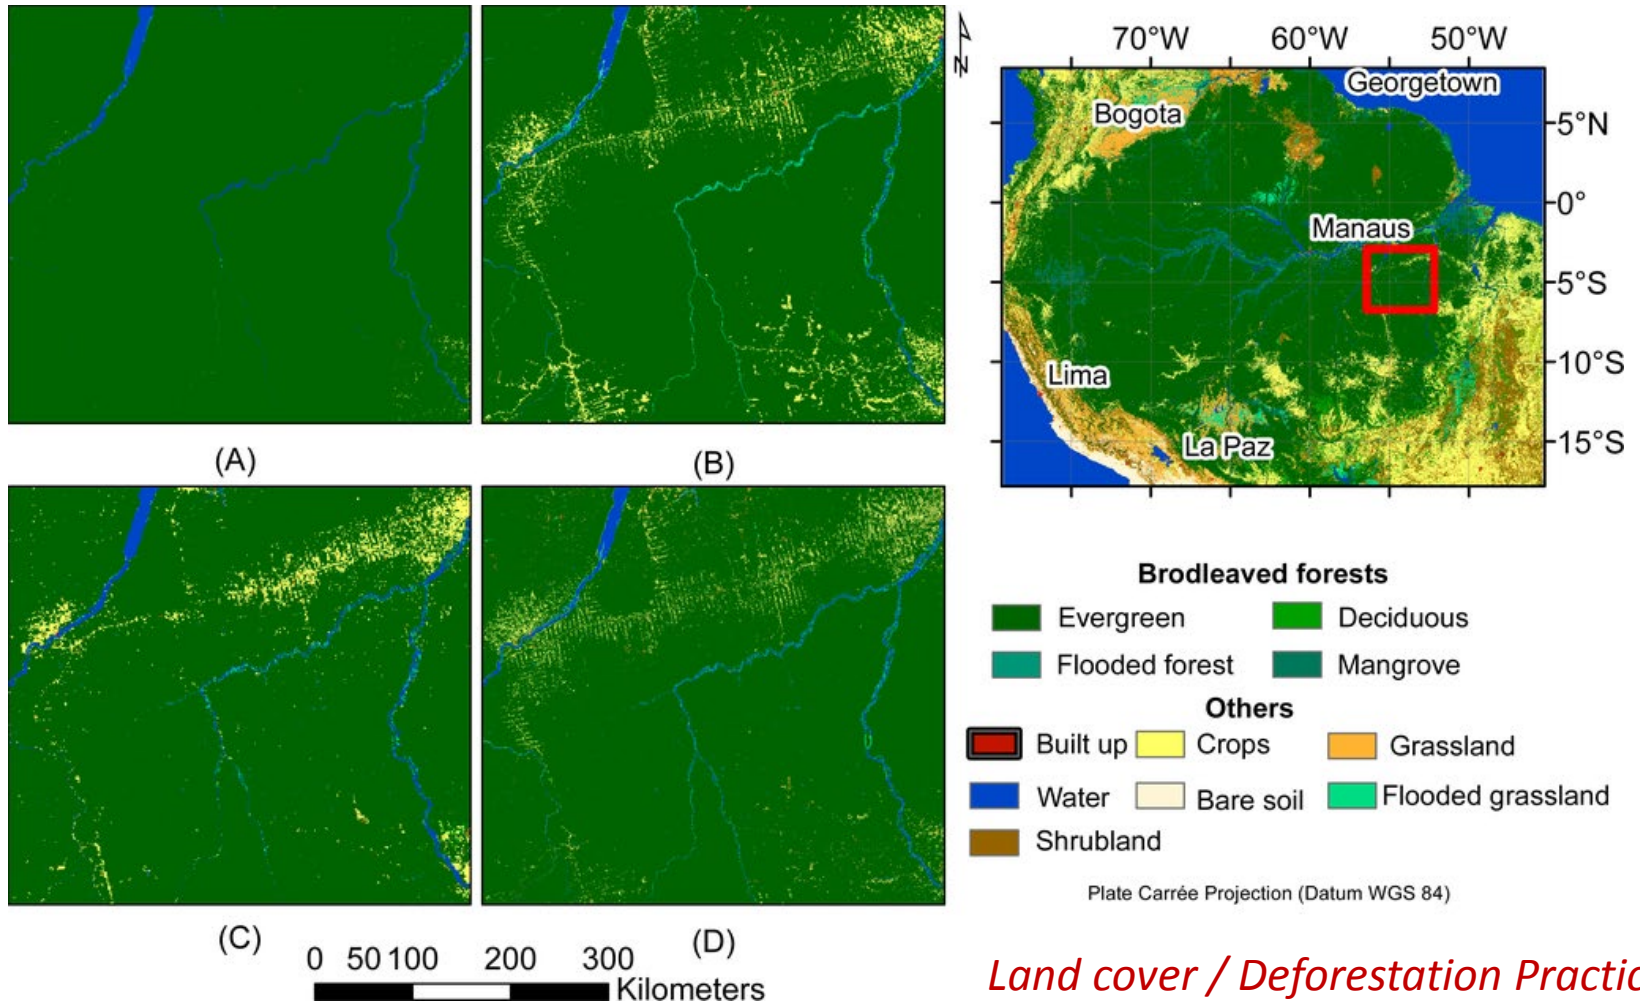 (A)
(B)
(C)
(D)
0 50 100 200 300
Kilometers
N
70°W 60°W 50°W
5°N
0°
5°S
10°S
15°S
Georgetown
Bogota
Manaus
Lima
La Paz
Brodleaved forests
Evergreen Deciduous
Flooded forest Mangrove
Others
Built up Crops Grassland
Water Bare soil Flooded grassland
Shrubland
Plate Carrée Projection (Datum WGS 84)
Land cover / Deforestation Practic